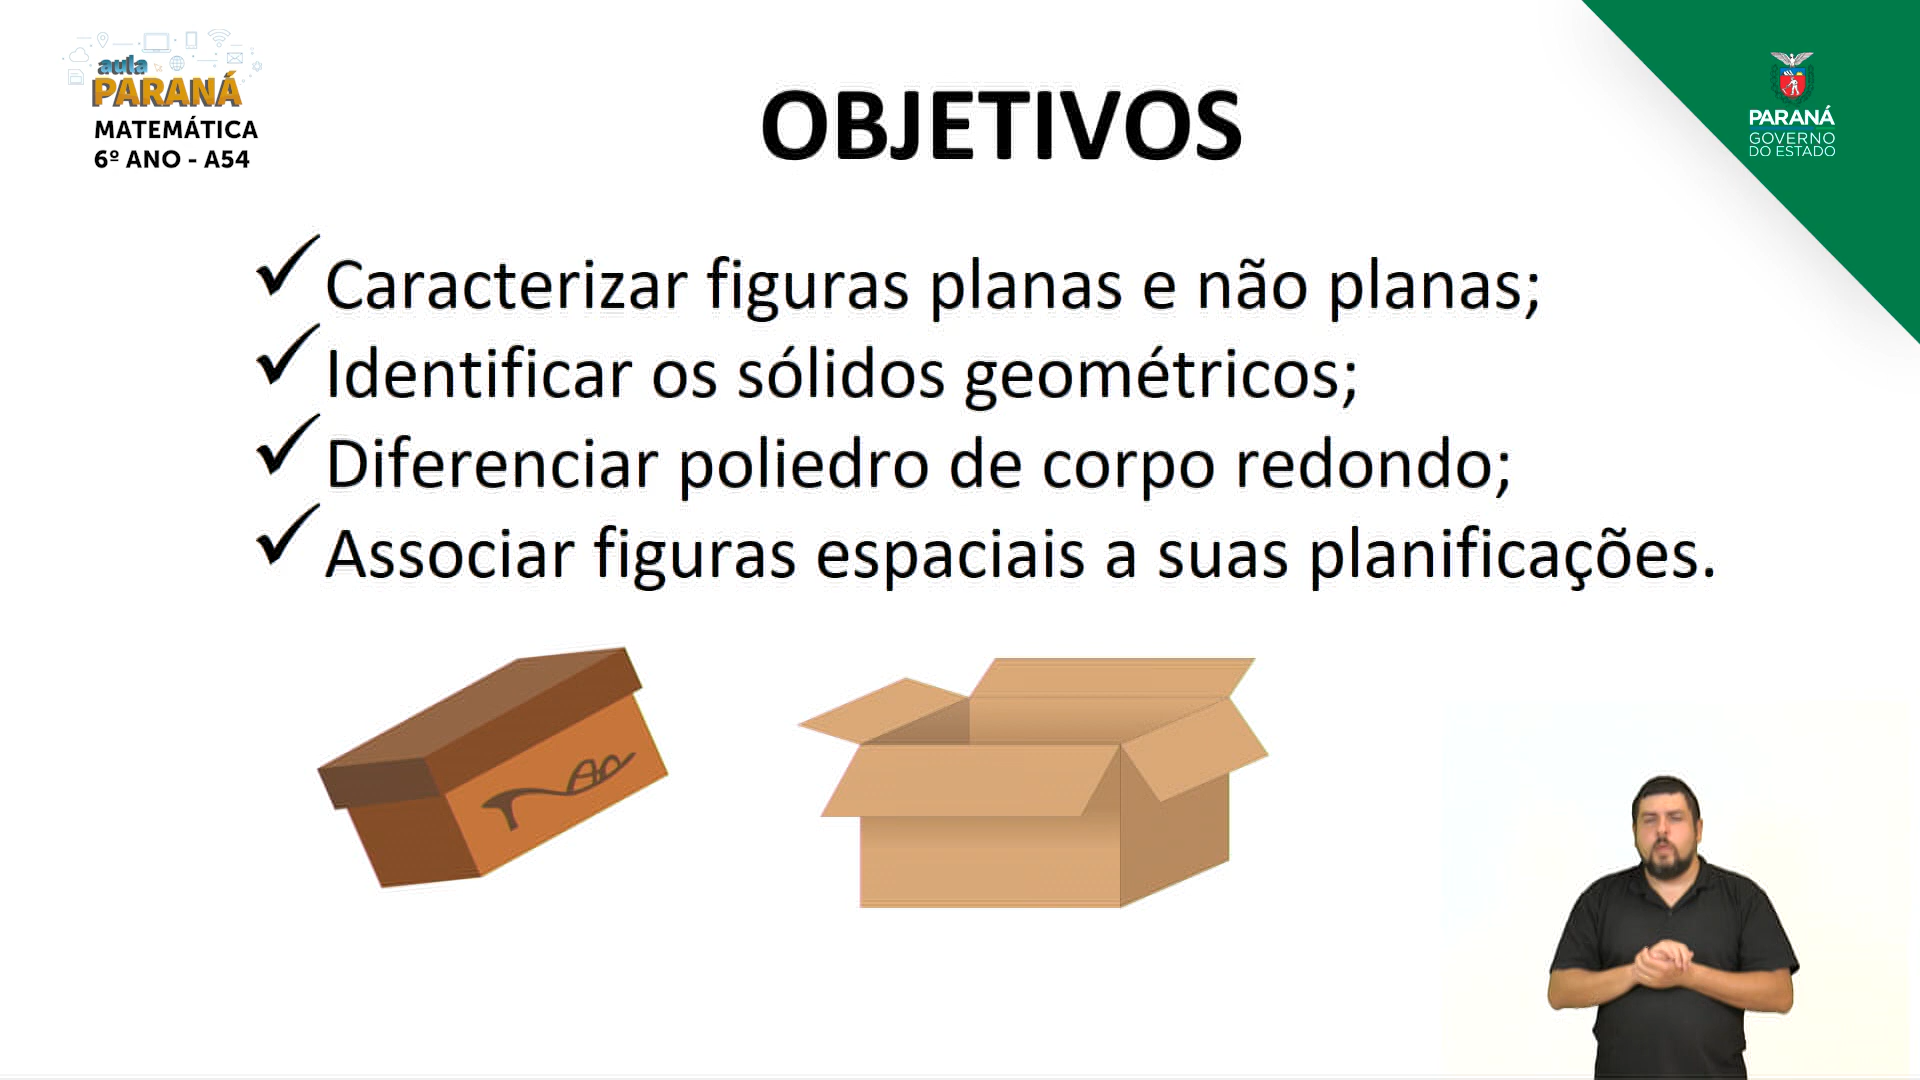 aula
PARANÁ
MATEMÁTICA
6º ANO - A54
OBJETIVOS
PARANÁ
GOVERNO
DO ESTADO
Caracterizar figuras planas e não planas;
Identificar os sólidos geométricos;
Diferenciar poliedro de corpo redondo;
Associar figuras espaciais a suas planificações.